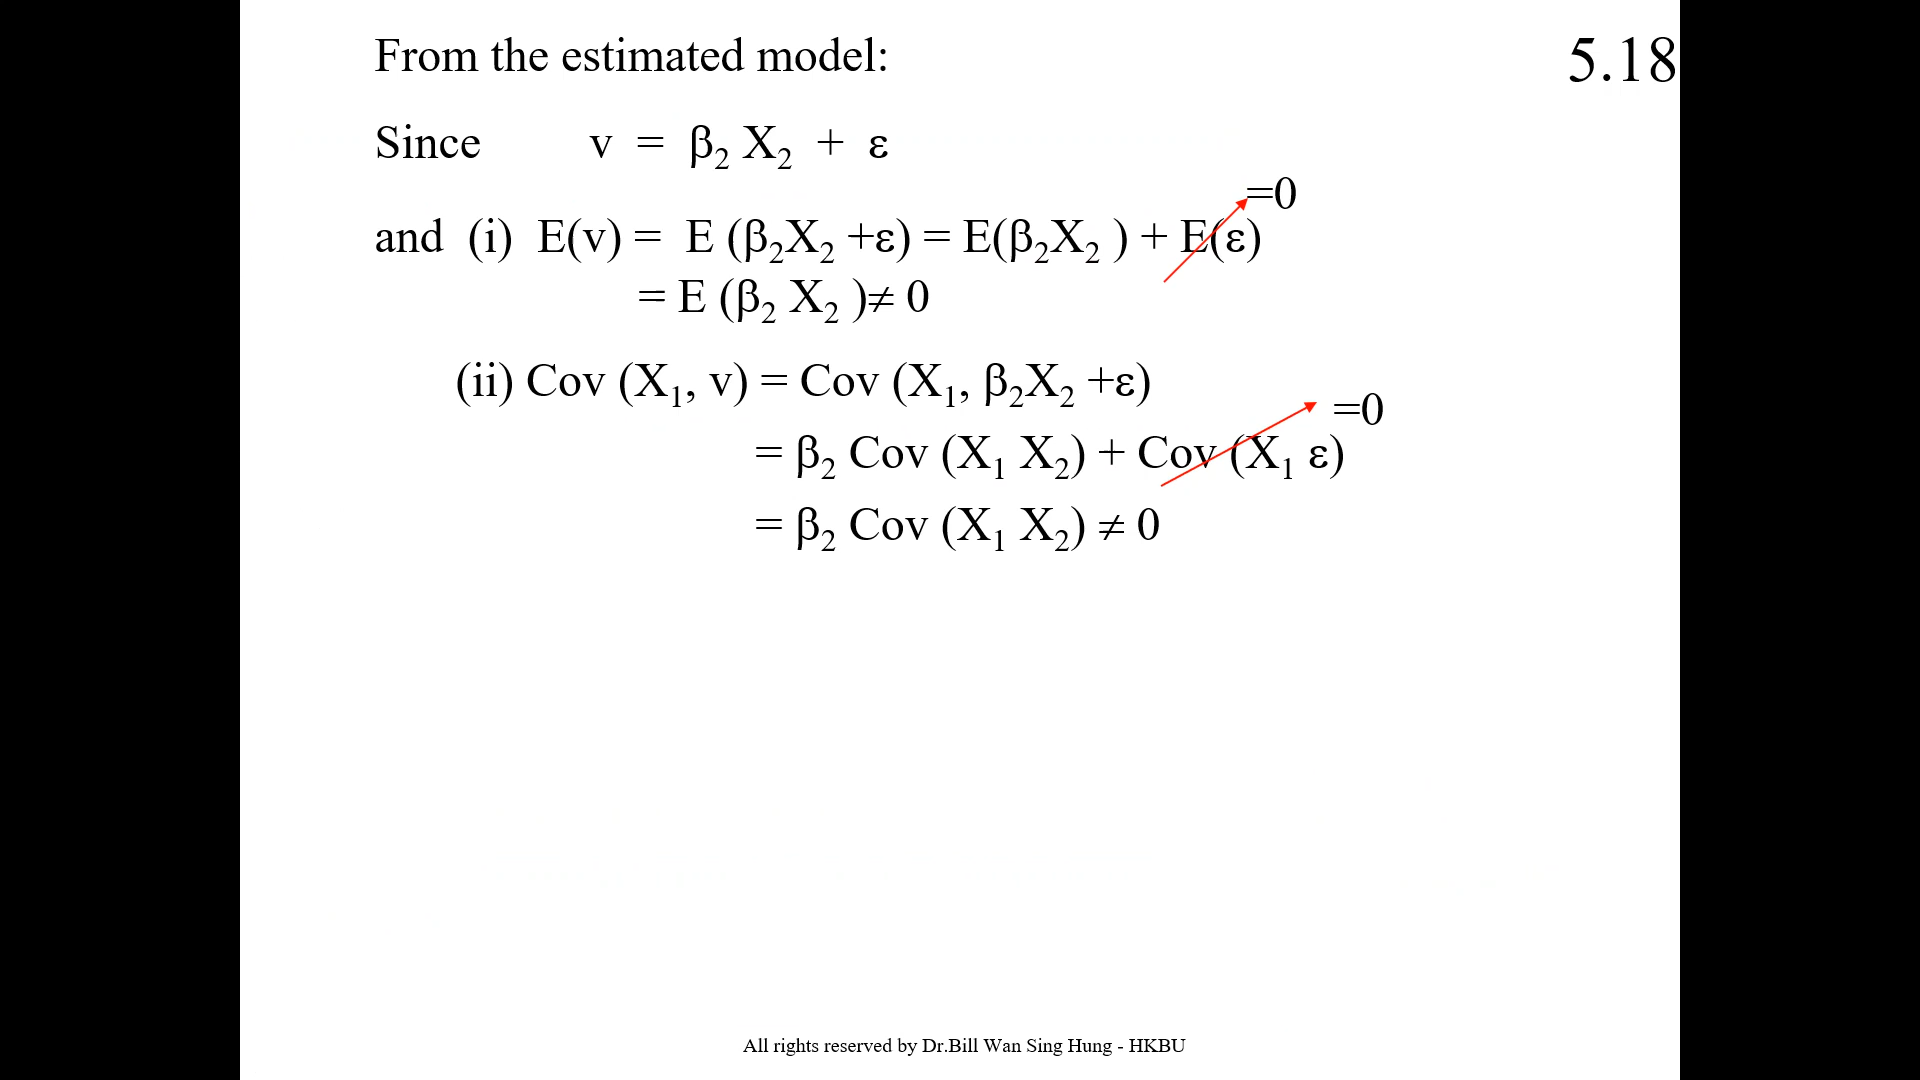 From the estimated model:
5.18
Since v = β₂ X₂ + ε
=0
and (i) E(v) = E (β₂X₂ +ε) = E(β₂X₂ ) + E(ε)
= E (β₂ X₂ )≠ 0
(ii) Cov (X₁, v) = Cov (X₁, β₂X₂ +ε)
=0
= β₂ Cov (X₁ X₂) + Cov (X₁ ε)
= β₂ Cov (X₁ X₂) ≠ 0
All rights reserved by Dr.Bill Wan Sing Hung - HKBU